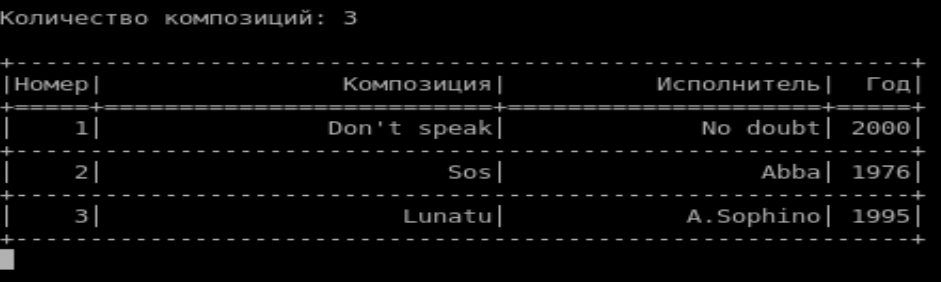 Количество композиций: 3
|Номер| Композиция| Исполнитель| Год|
| 1| Don't speak| No doubt| 2000|
| 2| Sos| Abba| 1976|
| 3| Lunatu| A.Sophino| 1995|